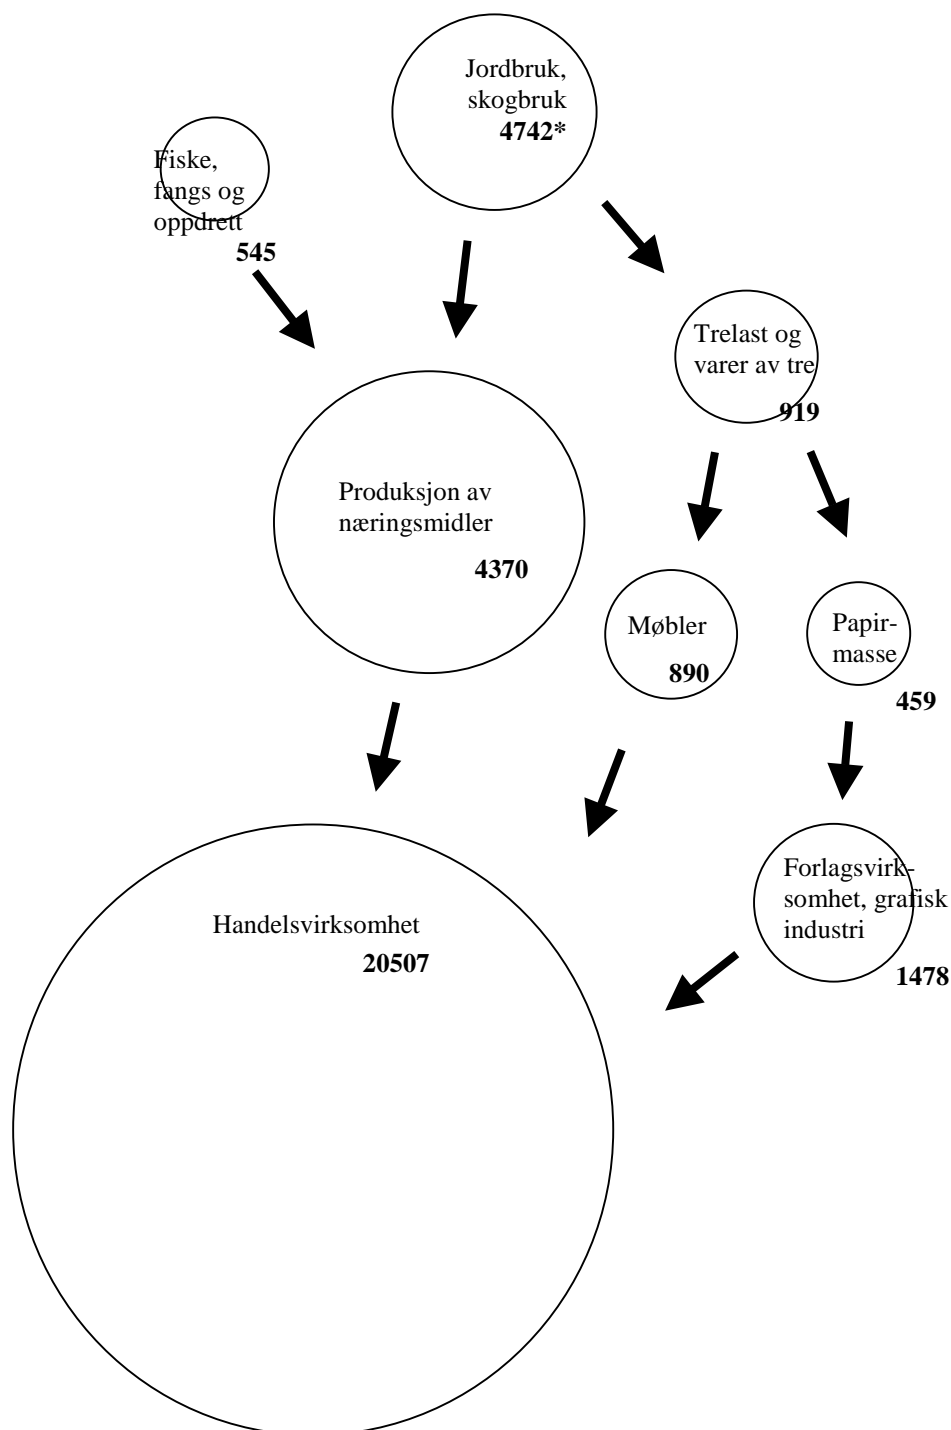 Jordbruk,
skogbruk
4742*
Fiske,
fangs og
oppdrett
545
Trelast og
varer av tre
919
Produksjon av
næringsmidler
4370
Møbler
890
Papir-
masse
459
Forlagsvirk-
somhet, grafisk
industri
1478
Handelsvirksomhet
20507